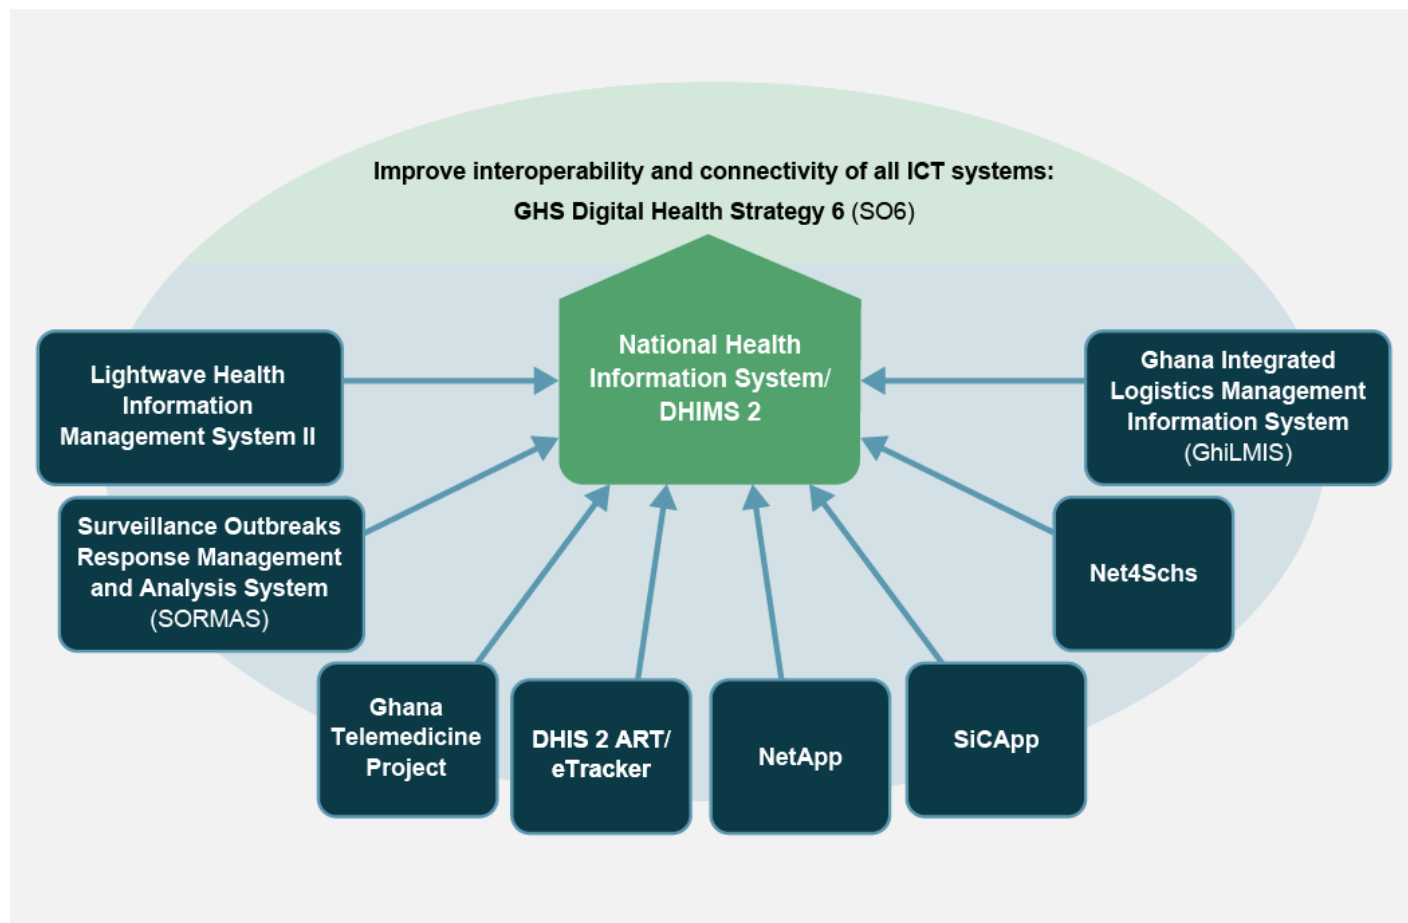 Improve interoperability and connectivity of all ICT systems:
GHS Digital Health Strategy 6 (SO6)
National Health
Information System/
DHIMS 2
Lightwave Health
Information
Management System II
Ghana Integrated
Logistics Management
Information System
(GhiLMIS)
Surveillance Outbreaks
Response Management
and Analysis System
(SORMAS)
Net4Schs
Ghana
Telemedicine
Project
DHIS 2 ART/
eTracker
NetApp
SiCApp